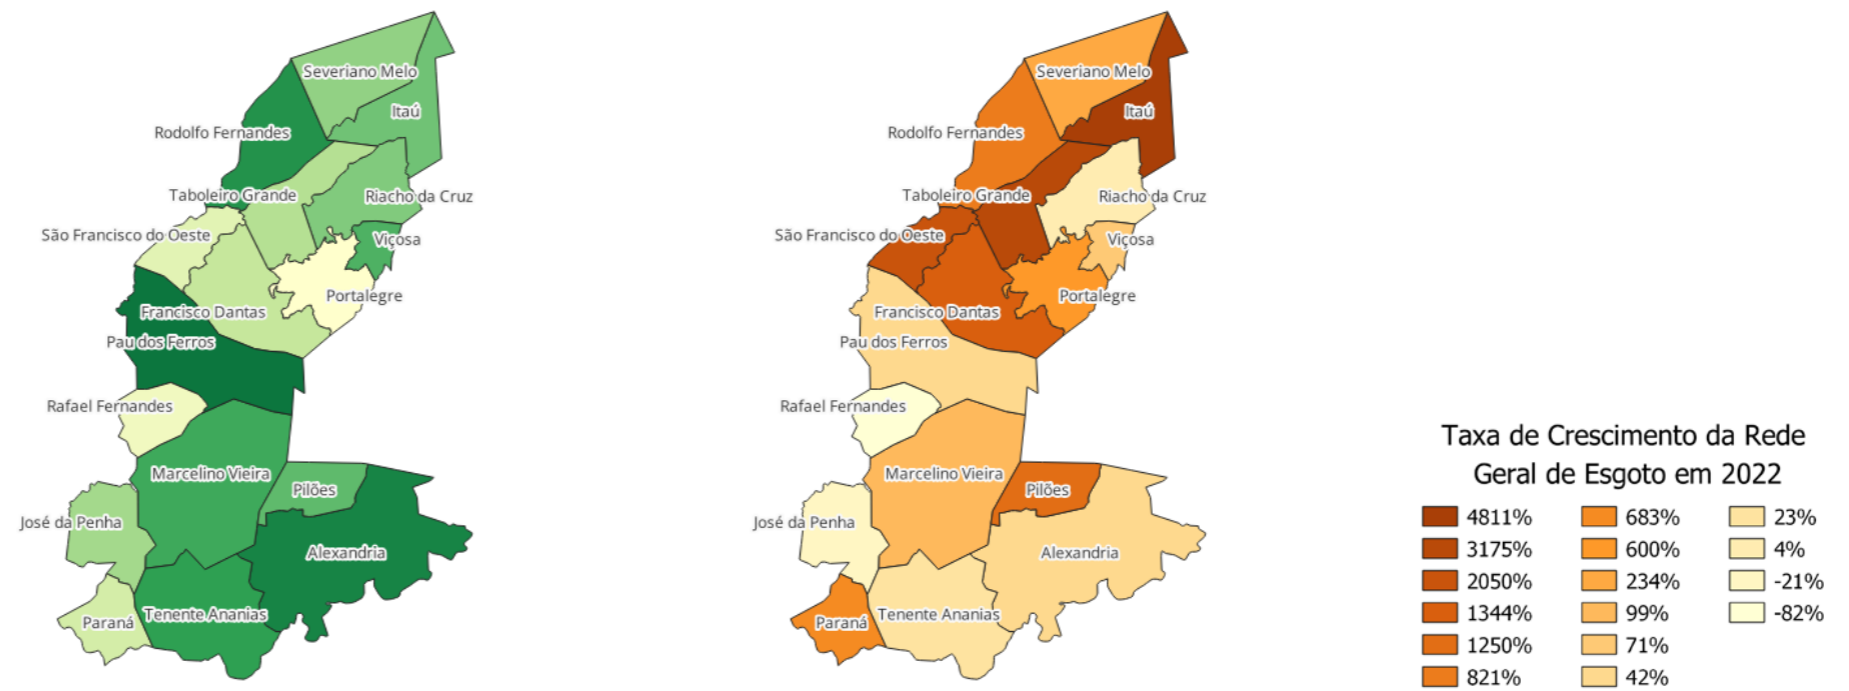 Severiano Melo
Itaú
Rodolfo Fernandes
Taboleiro Grande
Riacho da Cruz
São Francisco do Oeste
Viçosa
Portalegre
Francisco Dantas
Pau dos Ferros
Rafael Fernandes
Marcelino Vieira
Pilões
José da Penha
Alexandria
Tenente Ananias
Paraná
Severiano Melo
Itaú
Rodolfo Fernandes
Taboleiro Grande
Riacho da Cruz
São Francisco do Oeste
Viçosa
Portalegre
Francisco Dantas
Pau dos Ferros
Rafael Fernandes
Marcelino Vieira
Pilões
José da Penha
Alexandria
Tenente Ananias
Paraná
Taxa de Crescimento da Rede
Geral de Esgoto em 2022
4811%
3175%
2050%
1344%
1250%
821%
683%
600%
234%
99%
71%
42%
23%
4%
-21%
-82%